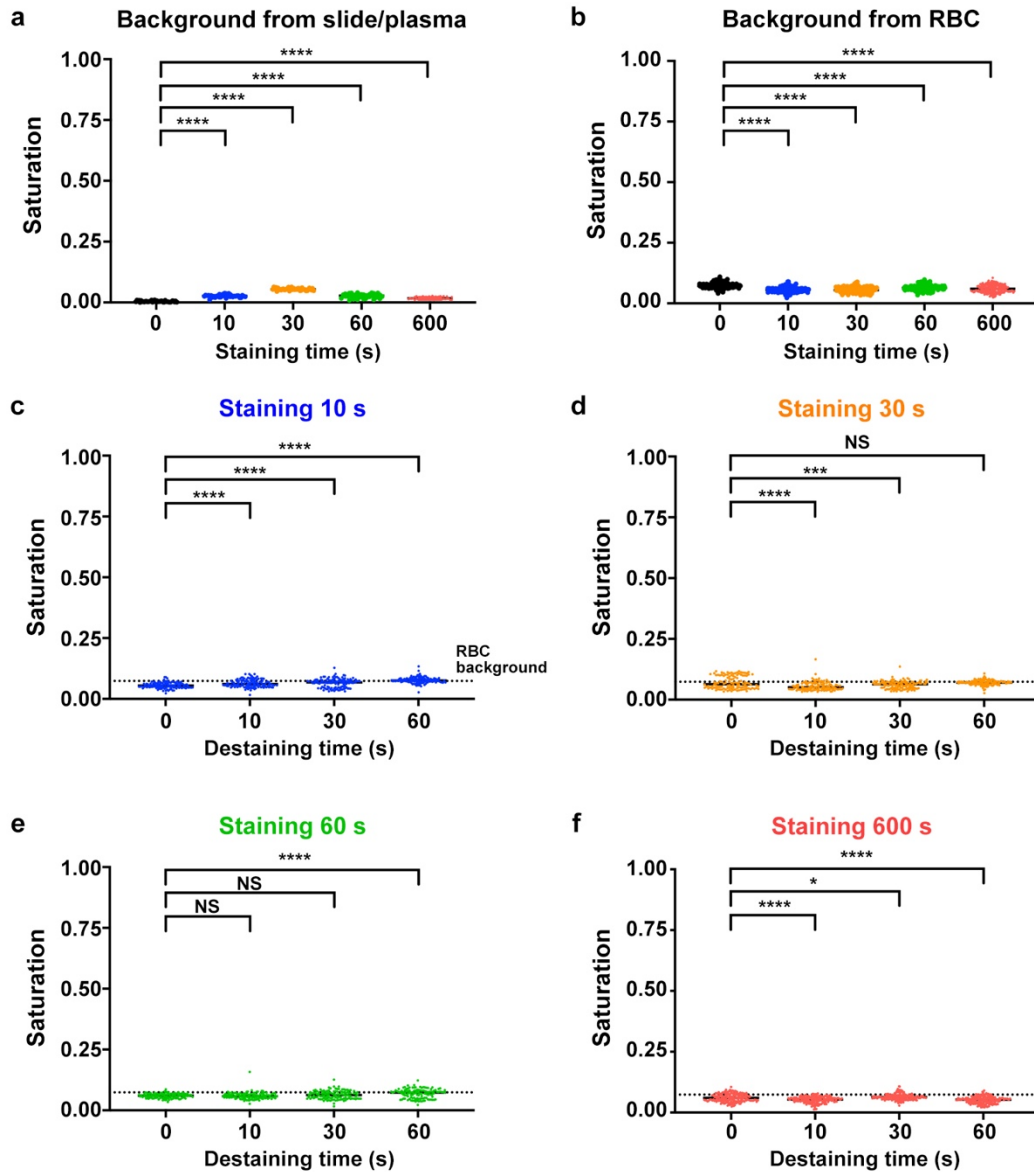 a Background from slide/plasma
1.00
0.75
0.50
0.25
0.00
Saturation
****
****
****
****
0 10 30 60 600
Staining time (s)
b Background from RBC
1.00
0.75
0.50
0.25
0.00
Saturation
****
****
****
****
0 10 30 60 600
Staining time (s)
c Staining 10 s
1.00
0.75
0.50
0.25
0.00
Saturation
****
****
****
RBC
background
0 10 30 60
Destaining time (s)
d Staining 30 s
1.00
0.75
0.50
0.25
0.00
Saturation
NS
***
****
0 10 30 60
Destaining time (s)
e Staining 60 s
1.00
0.75
0.50
0.25
0.00
Saturation
****
NS
NS
0 10 30 60
Destaining time (s)
f Staining 600 s
1.00
0.75
0.50
0.25
0.00
Saturation
****
*
****
0 10 30 60
Destaining time (s)